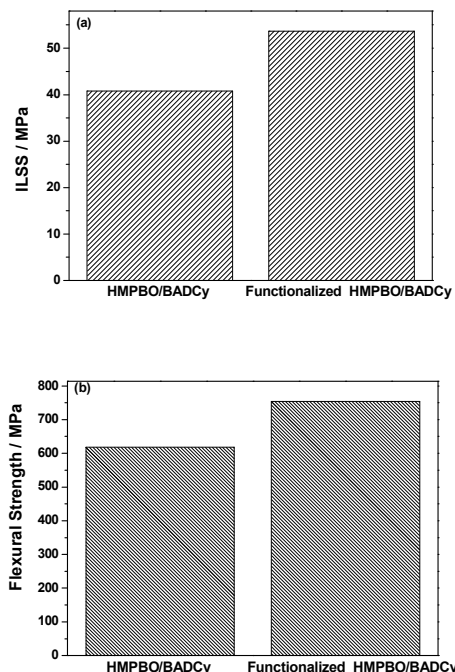 (a)
ILSS / MPa
50
40
30
20
10
0
HMPBO/BADCy Functionalized HMPBO/BADCy
(b)
Flexural Strength / MPa
800
700
600
500
400
300
200
100
0
HMPBO/BADCy Functionalized HMPBO/BADCy